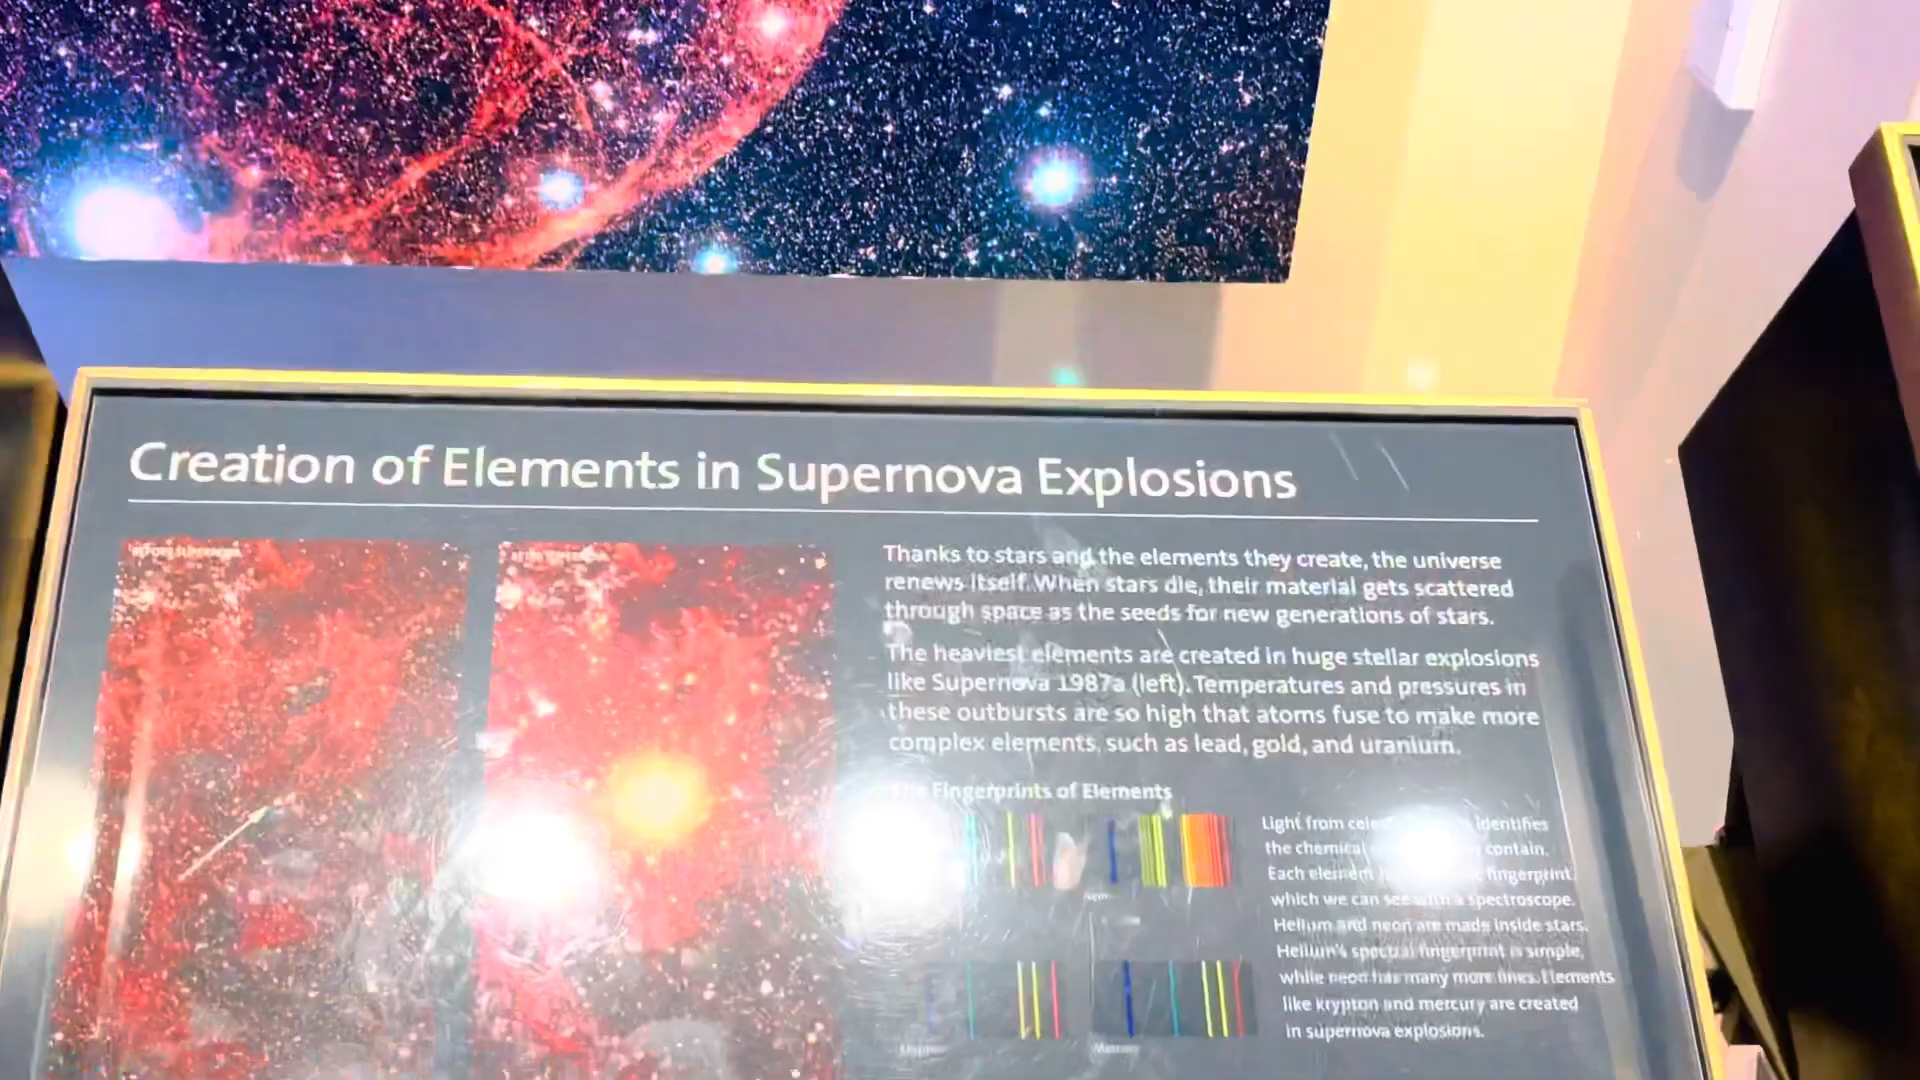 Creation of Elements in Supernova Explosions
BEFORE SUPERNOVA
AFTER SUPERNOVA
Thanks to stars and the elements they create, the universe
renews itself. When stars die, their material gets scattered
through space as the seeds for new generations of stars.
The heaviest elements are created in huge stellar explosions
like Supernova 1987a (left). Temperatures and pressures in
these outbursts are so high that atoms fuse to make more
complex elements, such as lead, gold, and uranium.
Fingerprints of Elements
Light from identifies
the chemical contain.
Each element fingerprint,
which we can see with a spectroscope.
Helium and neon are made inside stars.
Helium's spectral fingerprint is simple,
while neon has many more lines. Elements
like krypton and mercury are created
in supernova explosions.
Mercury